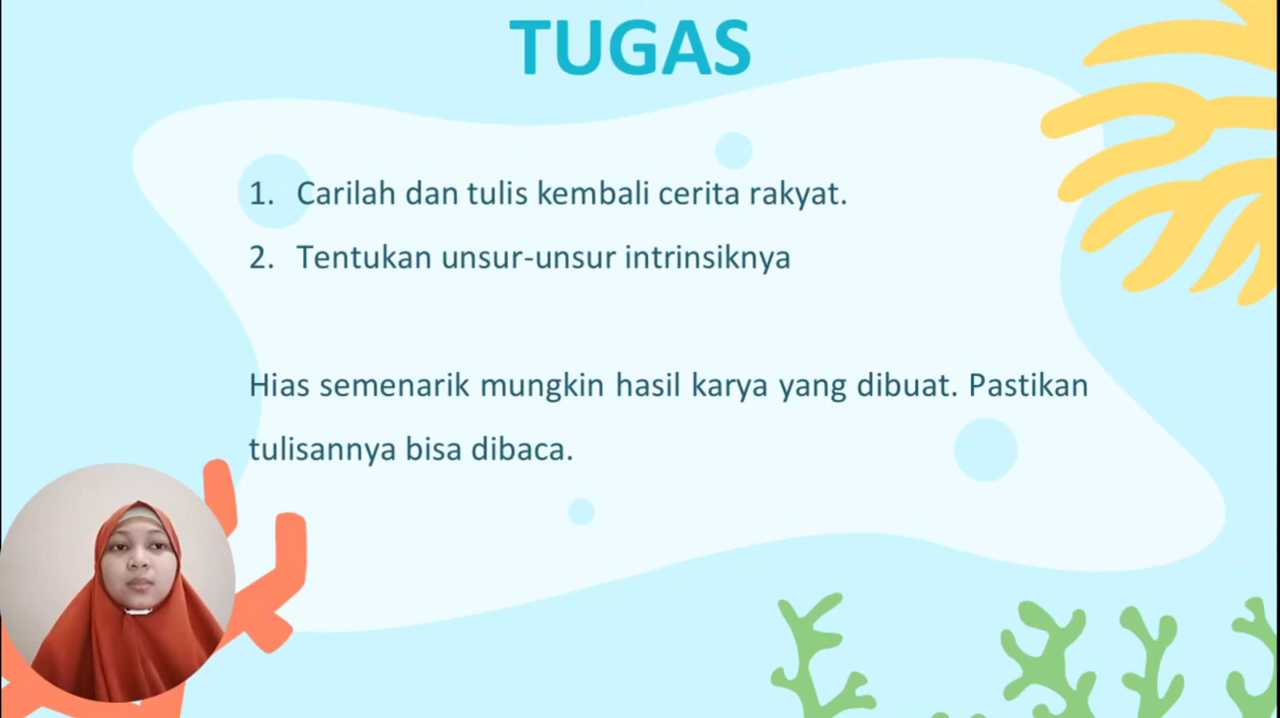 TUGAS
1. Carilah dan tulis kembali cerita rakyat.
2. Tentukan unsur-unsur intrinsiknya
Hias semenarik mungkin hasil karya yang dibuat. Pastikan
tulisannya bisa dibaca.